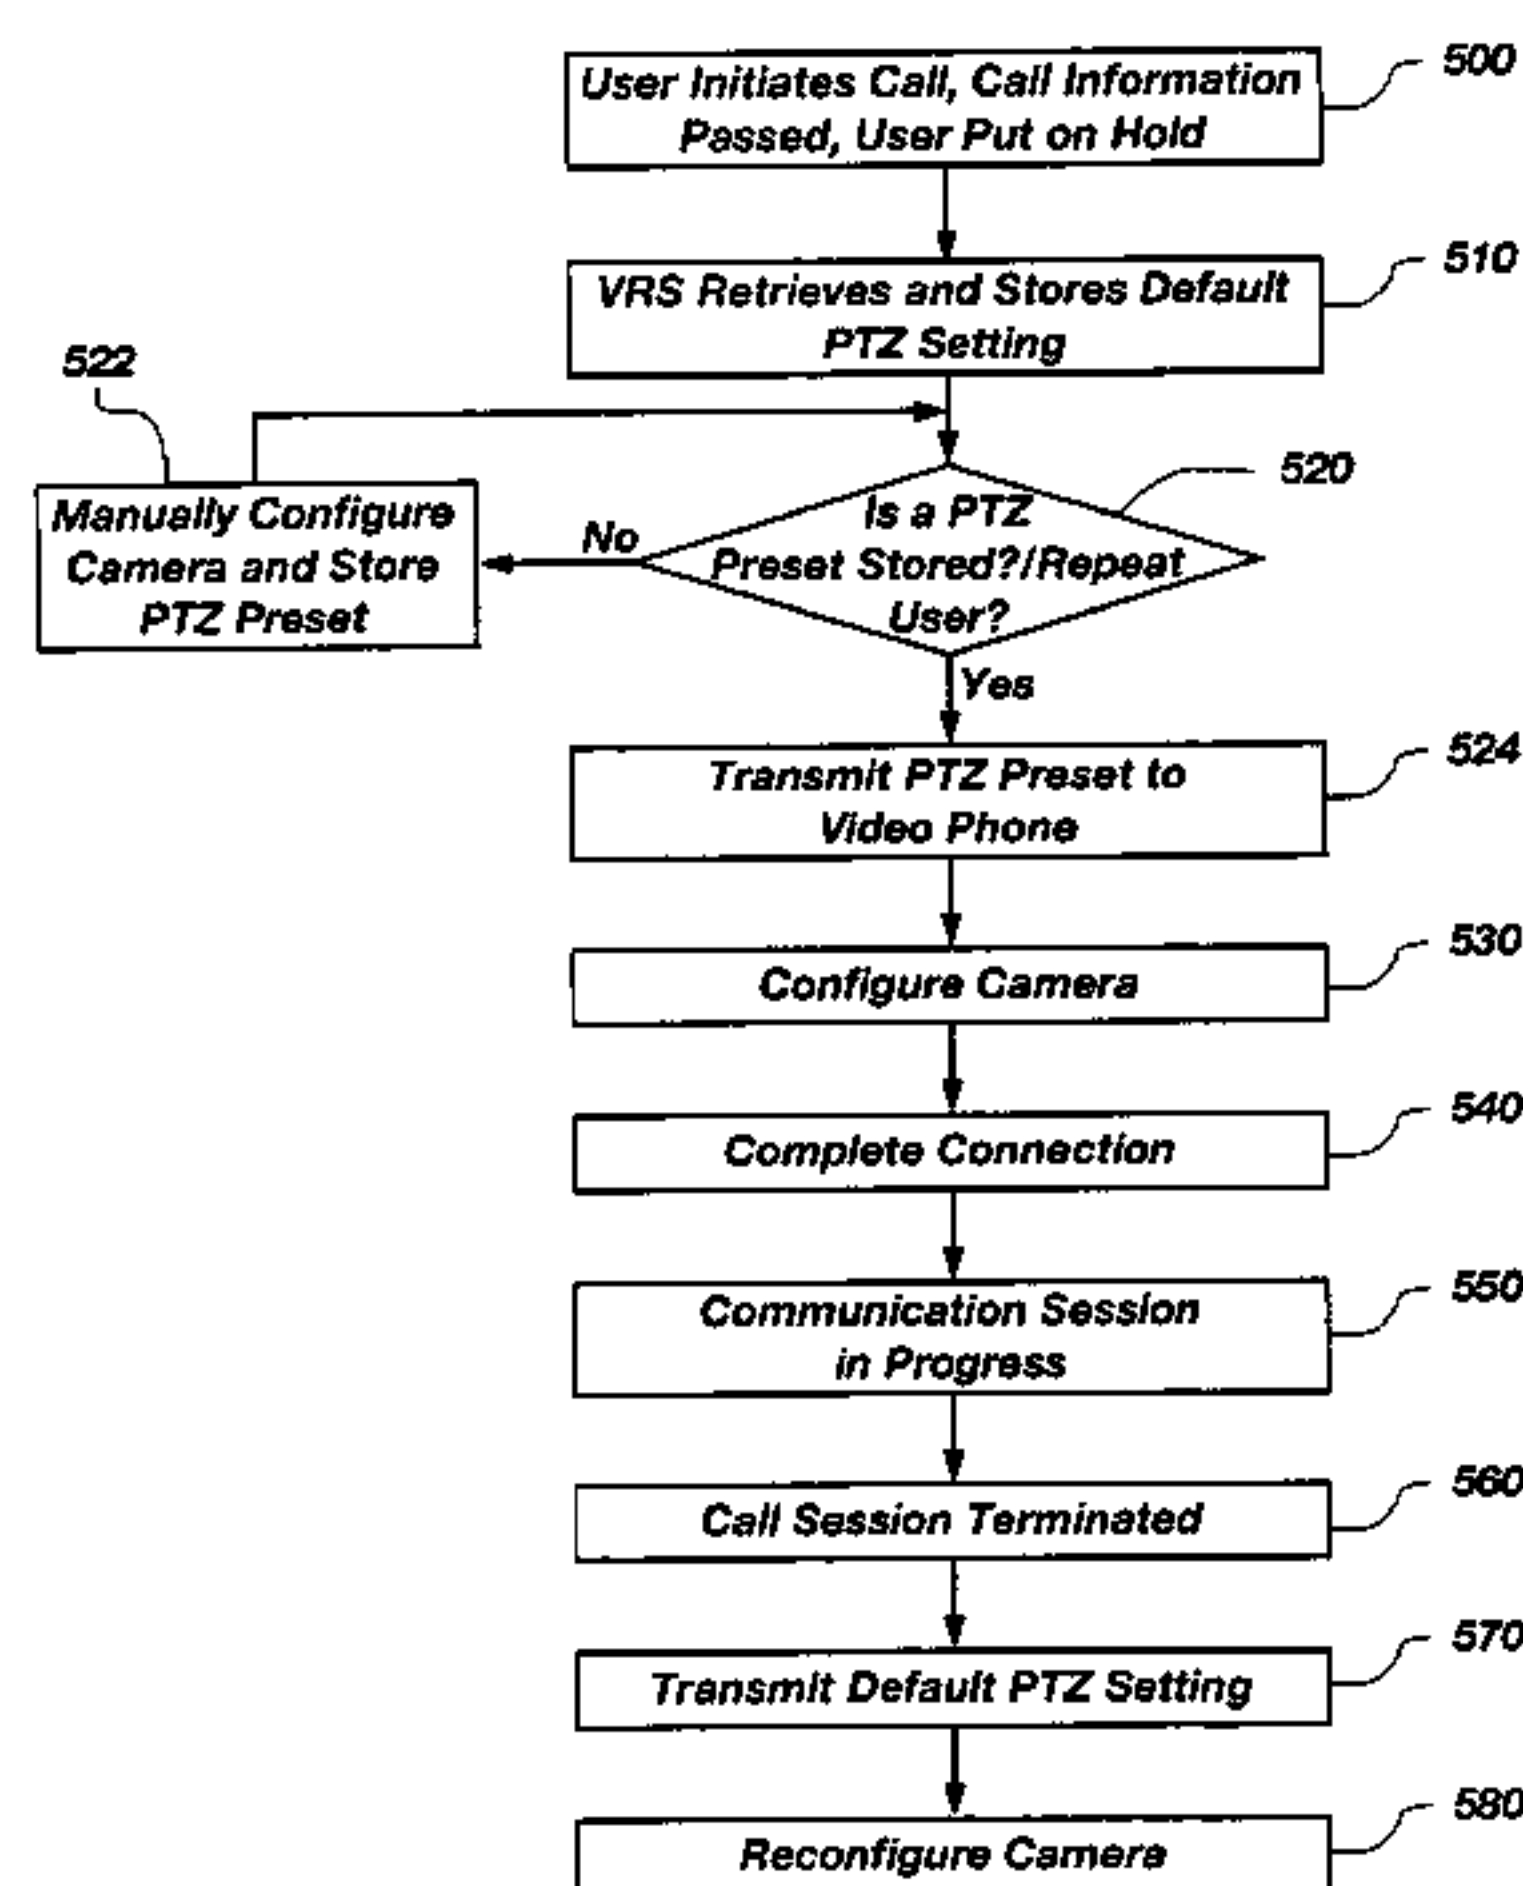 User Initiates Call, Call Information
Passed, User Put on Hold
500
VRS Retrieves and Stores Default
PTZ Setting
510
522
Manually Configure
Camera and Store
PTZ Preset
No
Is a PTZ
Preset Stored?/Repeat
User?
520
Yes
Transmit PTZ Preset to
Video Phone
524
Configure Camera
530
Complete Connection
540
Communication Session
in Progress
550
Call Session Terminated
560
Transmit Default PTZ Setting
570
Reconfigure Camera
580